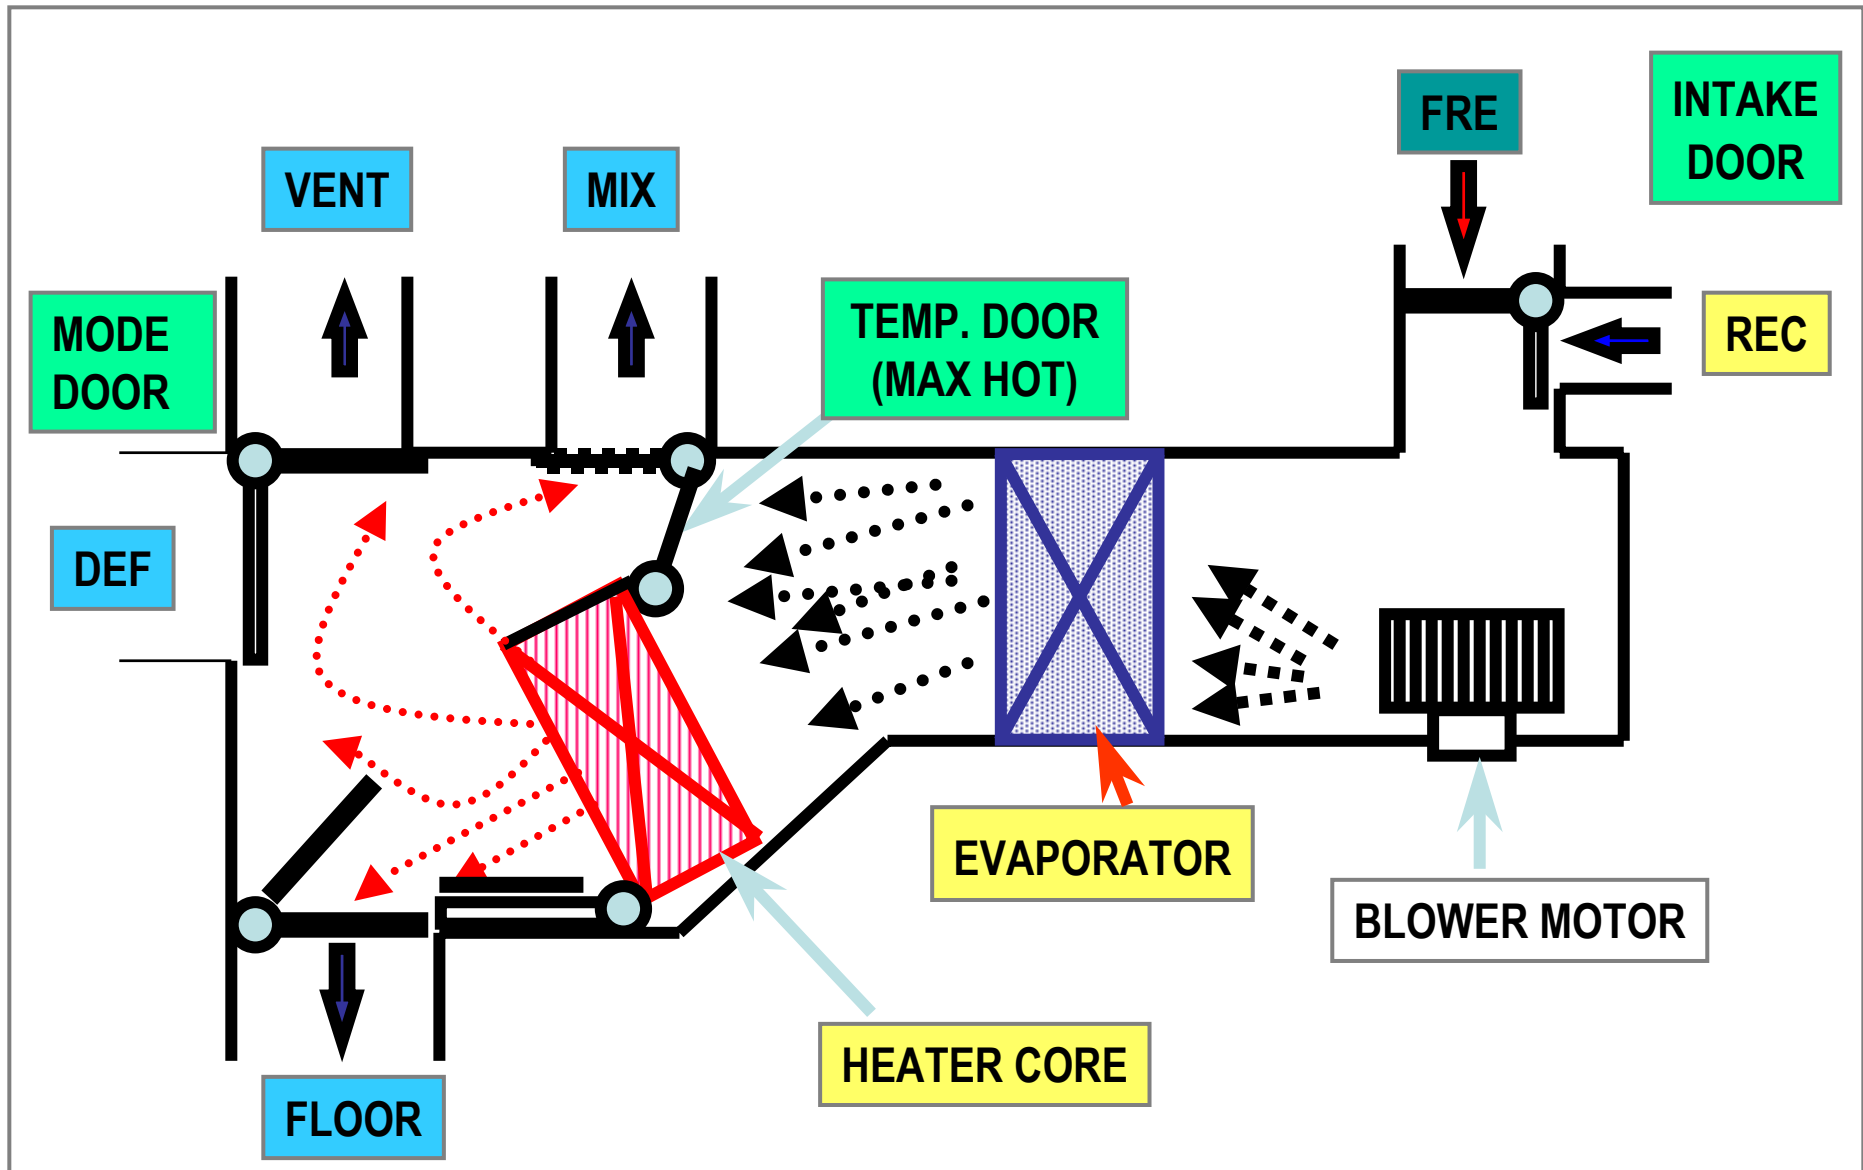 FRE
INTAKE
DOOR
VENT
MIX
MODE
DOOR
TEMP. DOOR
(MAX HOT)
REC
DEF
EVAPORATOR
BLOWER MOTOR
HEATER CORE
FLOOR